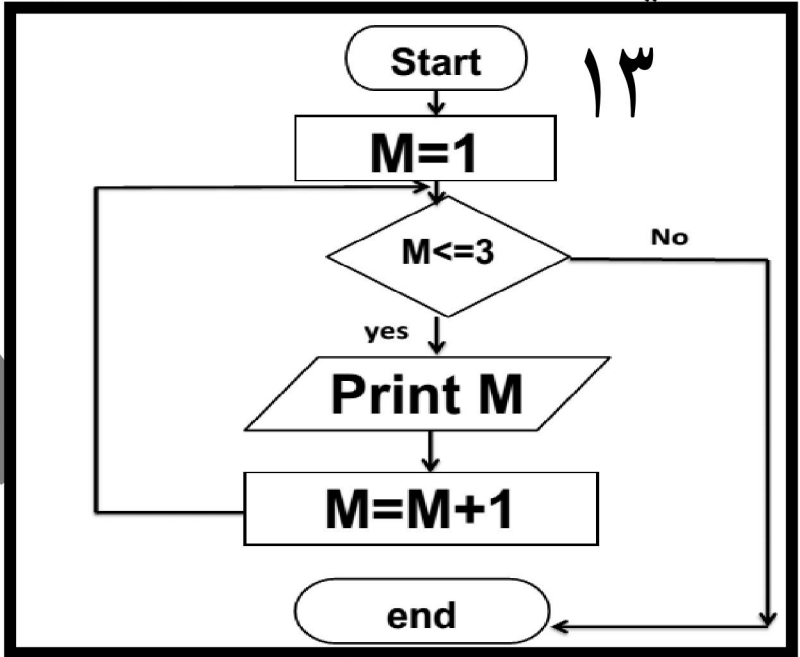 Start
١٣
M=1
M<=3
No
yes
Print M
M=M+1
end